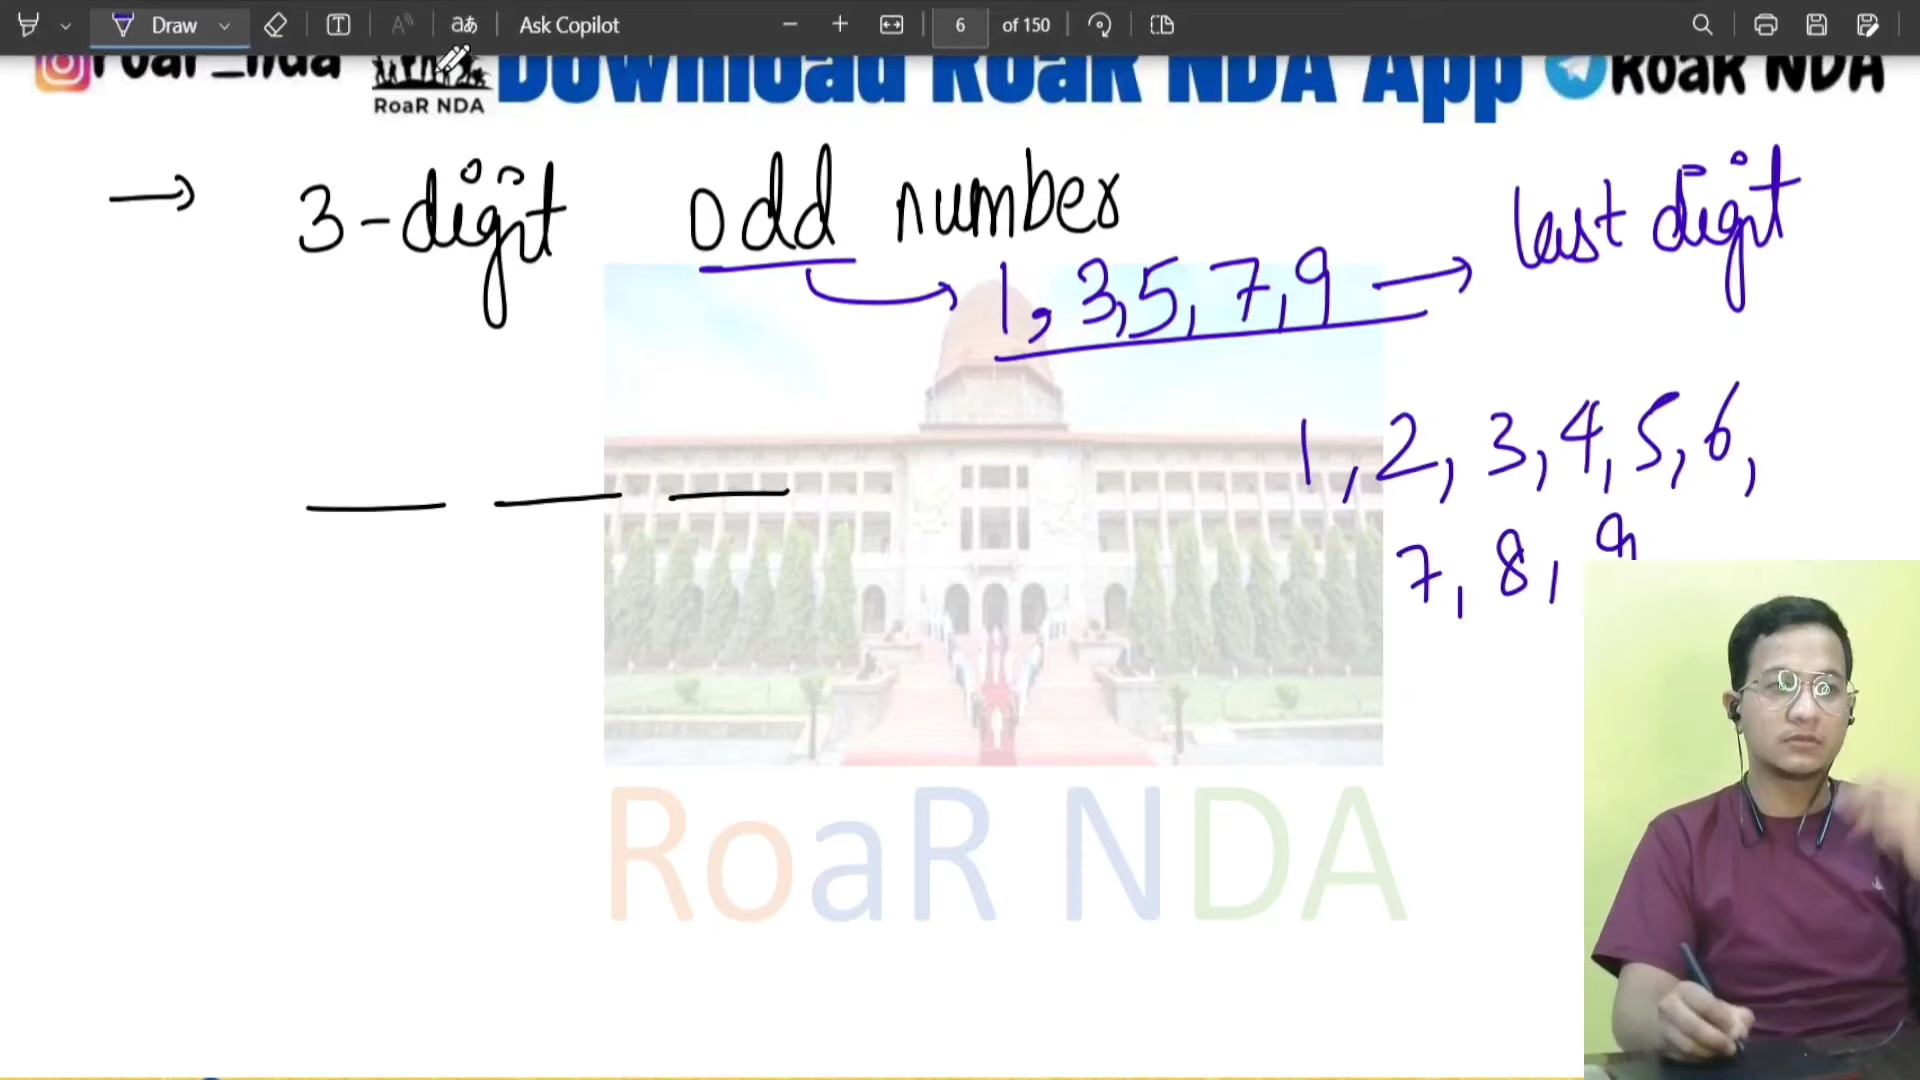 Draw Ask Copilot 6 of 150
roar_nda RoaR NDA Download RoaR NDA App RoaR NDA
→ 3-digit odd number last digit
1, 3, 5, 7, 9 →
1, 2, 3, 4, 5, 6,
7, 8, 9
RoaR NDA